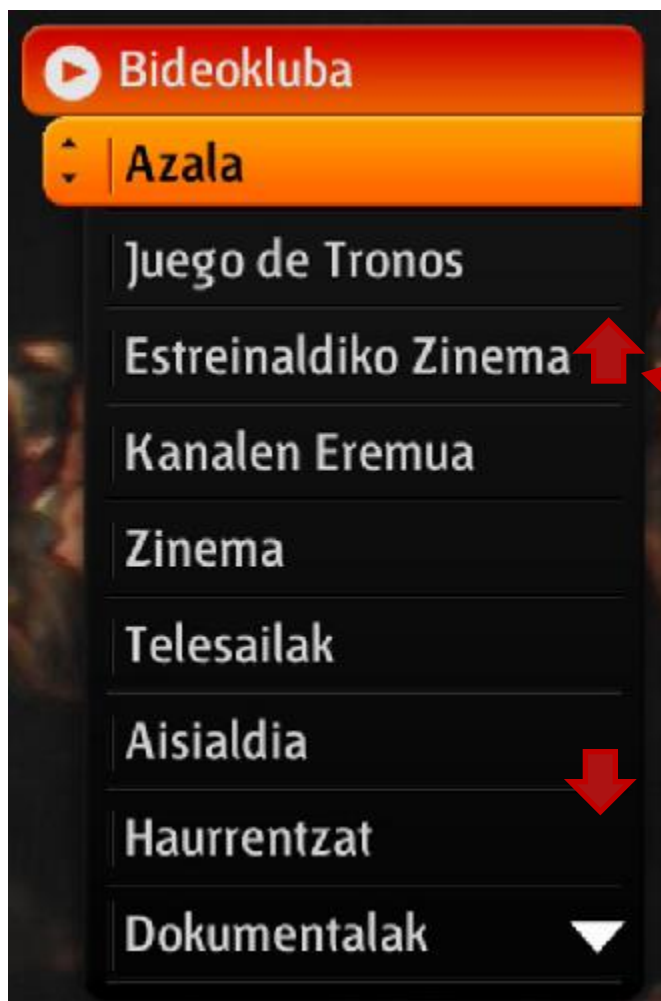 Bideokluba
Azala
Juego de Tronos
Estreinaldiko Zinema
Kanalen Eremua
Zinema
Telesailak
Aisialdia
Haurrentzat
Dokumentalak